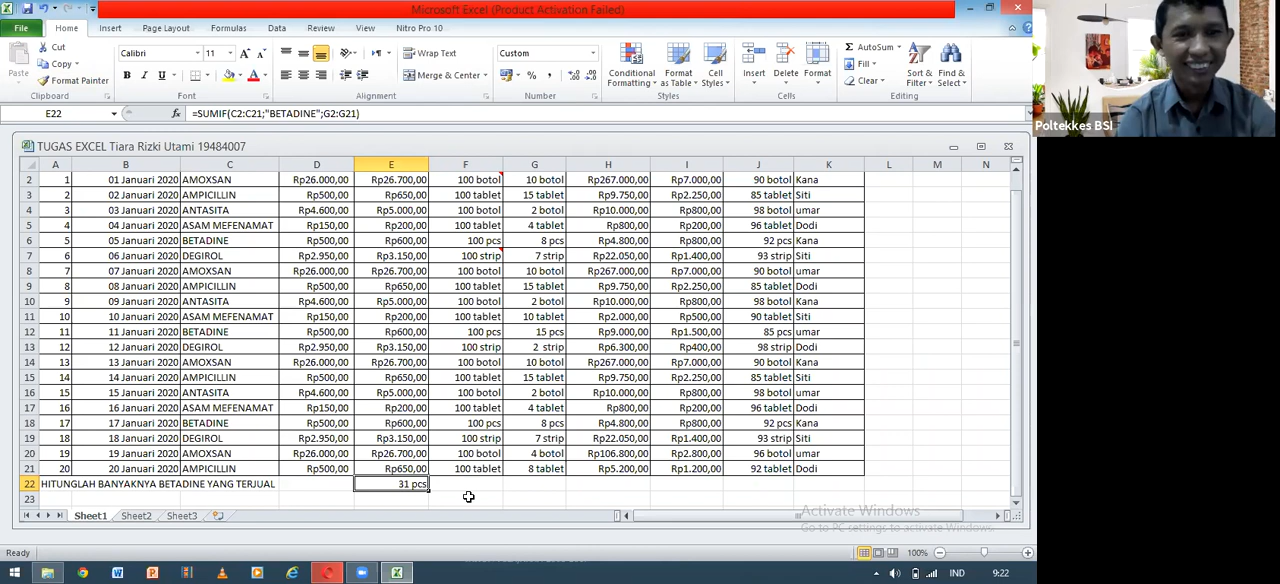 Microsoft Excel (Product Activation Failed)
File Home Insert Page Layout Formulas Data Review View Nitro Pro 10
Paste Cut Copy Format Painter Clipboard
Calibri 11 Font
Wrap Text Merge & Center Alignment
Custom Number
Conditional Formatting Format as Table Cell Styles Styles
Insert Delete Format Cells
AutoSum Fill Clear Sort & Filter Find & Select Editing
E22 fx =SUMIF(C2:C21;"BETADINE";G2:G21)
Poltekkes BSI
TUGAS EXCEL Tiara Rizki Utami 19484007
A B C D E F G H I J K L M N
2 1 01 Januari 2020 AMOXSAN Rp26.000,00 Rp26.700,00 100 botol 10 botol Rp267.000,00 Rp7.000,00 90 botol Kana
3 2 02 Januari 2020 AMPICILLIN Rp500,00 Rp650,00 100 tablet 15 tablet Rp9.750,00 Rp2.250,00 85 tablet Siti
4 3 03 Januari 2020 ANTASITA Rp4.600,00 Rp5.000,00 100 botol 2 botol Rp10.000,00 Rp800,00 98 botol umar
5 4 04 Januari 2020 ASAM MEFENAMAT Rp150,00 Rp200,00 100 tablet 4 tablet Rp800,00 Rp200,00 96 tablet Dodi
6 5 05 Januari 2020 BETADINE Rp500,00 Rp600,00 100 pcs 8 pcs Rp4.800,00 Rp800,00 92 pcs Kana
7 6 06 Januari 2020 DEGIROL Rp2.950,00 Rp3.150,00 100 strip 7 strip Rp22.050,00 Rp1.400,00 93 strip Siti
8 7 07 Januari 2020 AMOXSAN Rp26.000,00 Rp26.700,00 100 botol 10 botol Rp267.000,00 Rp7.000,00 90 botol umar
9 8 08 Januari 2020 AMPICILLIN Rp500,00 Rp650,00 100 tablet 15 tablet Rp9.750,00 Rp2.250,00 85 tablet Dodi
10 9 09 Januari 2020 ANTASITA Rp4.600,00 Rp5.000,00 100 botol 2 botol Rp10.000,00 Rp800,00 98 botol Kana
11 10 10 Januari 2020 ASAM MEFENAMAT Rp150,00 Rp200,00 100 tablet 10 tablet Rp2.000,00 Rp500,00 90 tablet Siti
12 11 11 Januari 2020 BETADINE Rp500,00 Rp600,00 100 pcs 15 pcs Rp9.000,00 Rp1.500,00 85 pcs umar
13 12 12 Januari 2020 DEGIROL Rp2.950,00 Rp3.150,00 100 strip 2 strip Rp6.300,00 Rp400,00 98 strip Dodi
14 13 13 Januari 2020 AMOXSAN Rp26.000,00 Rp26.700,00 100 botol 10 botol Rp267.000,00 Rp7.000,00 90 botol Kana
15 14 14 Januari 2020 AMPICILLIN Rp500,00 Rp650,00 100 tablet 15 tablet Rp9.750,00 Rp2.250,00 85 tablet Siti
16 15 15 Januari 2020 ANTASITA Rp4.600,00 Rp5.000,00 100 botol 2 botol Rp10.000,00 Rp800,00 98 botol umar
17 16 16 Januari 2020 ASAM MEFENAMAT Rp150,00 Rp200,00 100 tablet 4 tablet Rp800,00 Rp200,00 96 tablet Dodi
18 17 17 Januari 2020 BETADINE Rp500,00 Rp600,00 100 pcs 8 pcs Rp4.800,00 Rp800,00 92 pcs Kana
19 18 18 Januari 2020 DEGIROL Rp2.950,00 Rp3.150,00 100 strip 7 strip Rp22.050,00 Rp1.400,00 93 strip Siti
20 19 19 Januari 2020 AMOXSAN Rp26.000,00 Rp26.700,00 100 botol 4 botol Rp106.800,00 Rp2.800,00 96 botol umar
21 20 20 Januari 2020 AMPICILLIN Rp500,00 Rp650,00 100 tablet 8 tablet Rp5.200,00 Rp1.200,00 92 tablet Dodi
22 HITUNGLAH BANYAKNYA BETADINE YANG TERJUAL 31 pcs
23
Sheet1 Sheet2 Sheet3
Activate Windows
Go to PC settings to activate Windows.
Ready 100%
IND 9:22